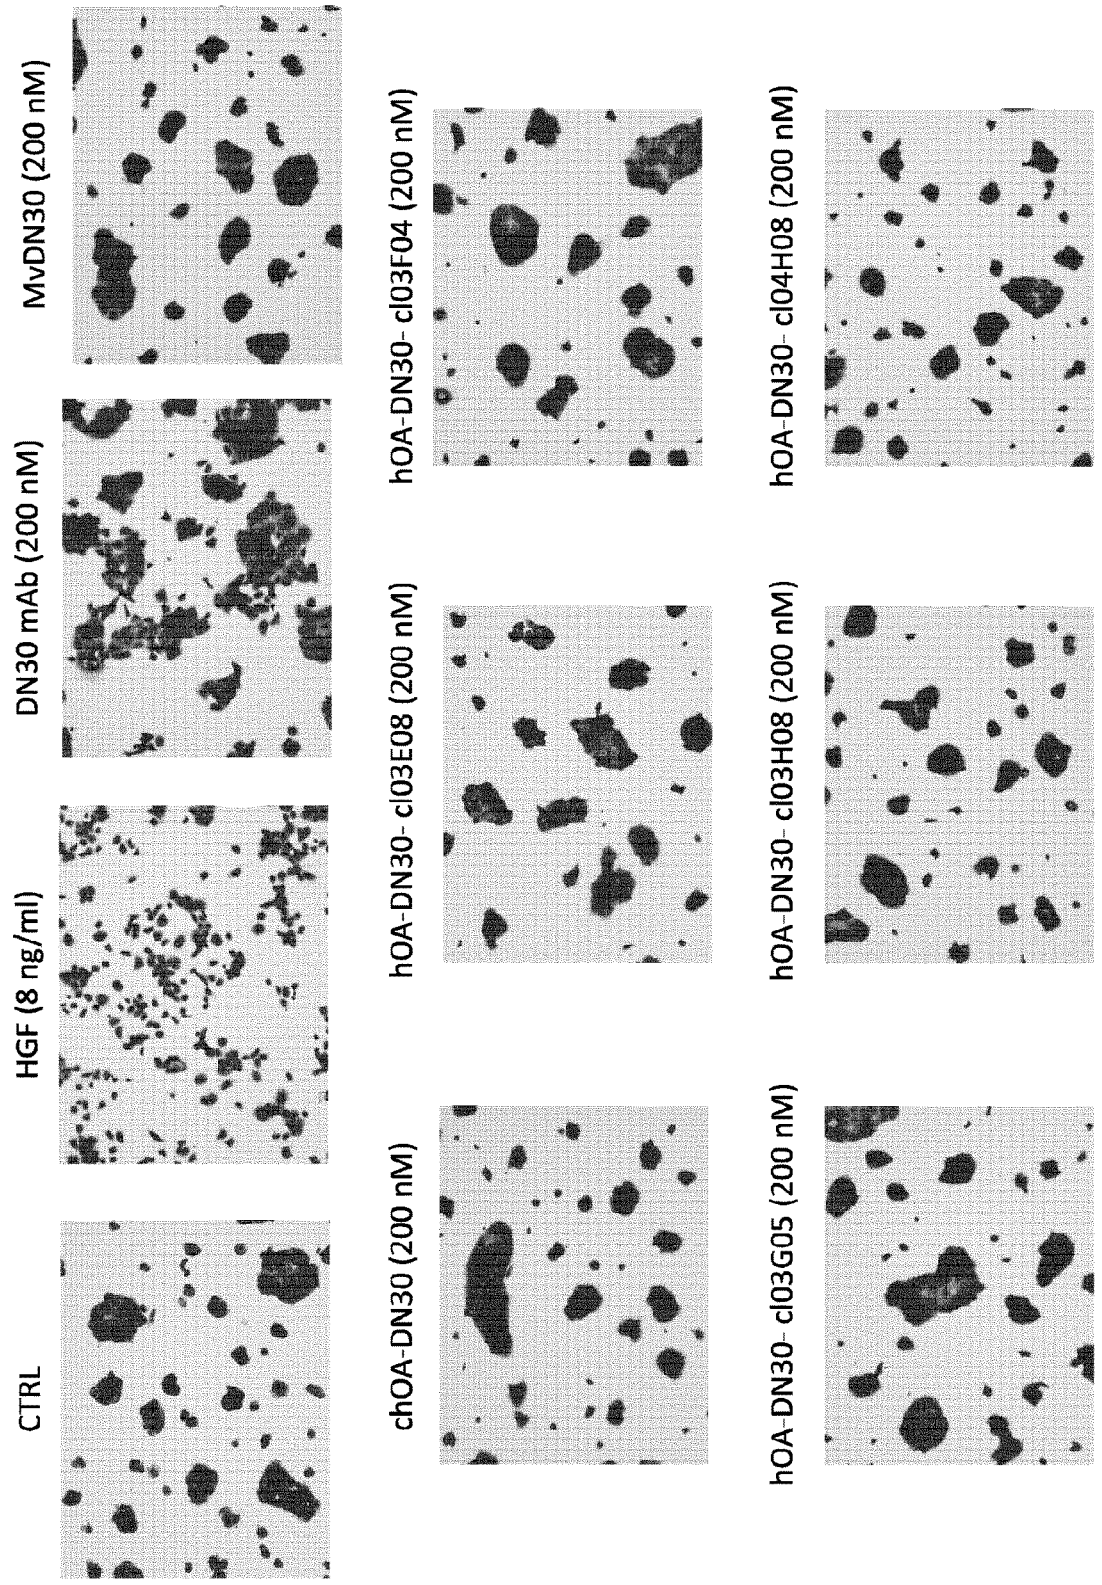 CTRL
HGF (8 ng/ml)
DN30 mAb (200 nM)
MvDN30 (200 nM)
chOA-DN30 (200 nM)
hOA-DN30- cl03E08 (200 nM)
hOA-DN30- cl03F04 (200 nM)
hOA-DN30- cl03G05 (200 nM)
hOA-DN30- cl03H08 (200 nM)
hOA-DN30- cl04H08 (200 nM)